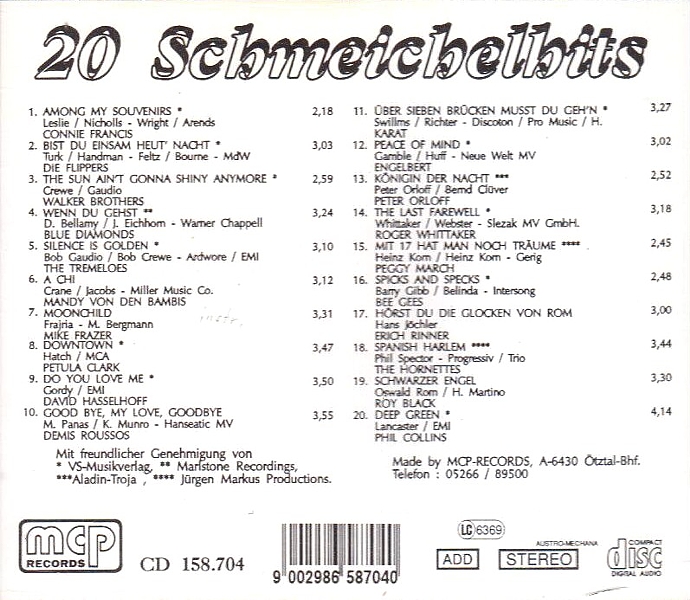 20 Schmeichelhits
1. AMONG MY SOUVENIRS * 2,18
Leslie / Nicholls - Wright / Arends
CONNIE FRANCIS
2. BIST DU EINSAM HEUT' NACHT * 3,03
Turk / Handman - Feltz / Bourne - MdW
DIE FLIPPERS
3. THE SUN AIN'T GONNA SHINY ANYMORE * 2,59
Crewe / Gaudio
WALKER BROTHERS
4. WENN DU GEHST ** 3,24
D. Bellamy / J. Eichhorn - Warner Chappell
BLUE DIAMONDS
5. SILENCE IS GOLDEN * 3,10
Bob Gaudio / Bob Crewe - Ardwore / EMI
THE TREMELOES
6. A CHI 3,12
Crane / Jacobs - Miller Music Co.
MANDY VON DEN BAMBIS
7. MOONCHILD 3,31
Frajria - M. Bergmann instr.
MIKE FRAZER
8. DOWNTOWN * 3,47
Hatch / MCA
PETULA CLARK
9. DO YOU LOVE ME * 3,50
Gordy / EMI
DAVID HASSELHOFF
10. GOOD BYE, MY LOVE, GOODBYE 3,55
M. Panas / K. Munro - Hanseatic MV
DEMIS ROUSSOS
Mit freundlicher Genehmigung von
* VS-Musikverlag, ** Marlstone Recordings,
***Aladin-Troja , **** Jürgen Markus Productions.
11. ÜBER SIEBEN BRÜCKEN MUSST DU GEH'N * 3,27
Swillms / Richter - Discoton / Pro Music / H.
KARAT
12. PEACE OF MIND * 3,02
Gamble / Huff - Neue Welt MV
ENGELBERT
13. KÖNIGIN DER NACHT *** 2,52
Peter Orloff / Bernd Clüver
PETER ORLOFF
14. THE LAST FAREWELL * 3,18
Whittaker / Webster - Slezak MV GmbH.
ROGER WHITTAKER
15. MIT 17 HAT MAN NOCH TRÄUME **** 2,45
Heinz Korn / Heinz Korn - Gerig
PEGGY MARCH
16. SPICKS AND SPECKS * 2,48
Barry Gibb / Belinda - Intersong
BEE GEES
17. HÖRST DU DIE GLOCKEN VON ROM 3,00
Hans Jöchler
ERICH RINNER
18. SPANISH HARLEM **** 3,44
Phil Spector - Progressiv / Trio
THE HORNETTES
19. SCHWARZER ENGEL 3,30
Oswald Rom / H. Martino
ROY BLACK
20. DEEP GREEN * 4,14
Lancaster / EMI
PHIL COLLINS
Made by MCP-RECORDS, A-6430 Ötztal-Bhf.
Telefon : 05266 / 89500
mcp
RECORDS
CD 158.704
9 002986 587040
LC 6369
ADD
AUSTRO-MECHANA
STEREO
COMPACT
disc
DIGITAL AUDIO